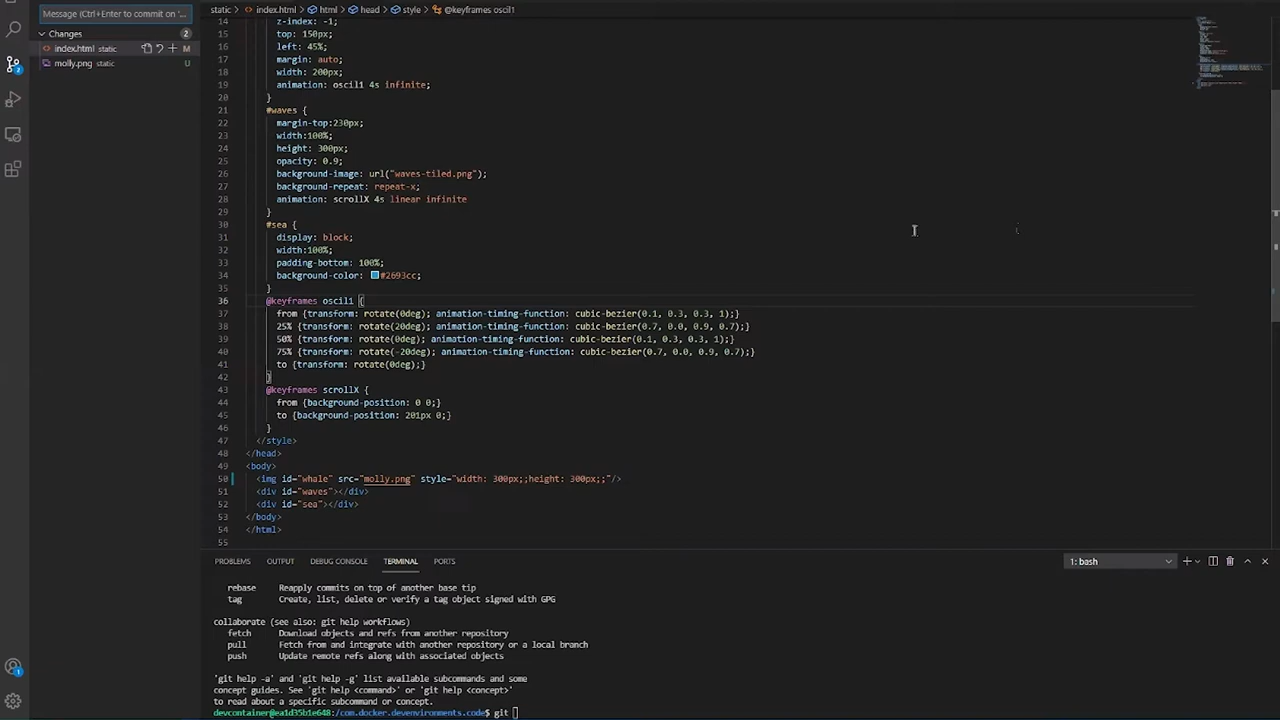 Message (Ctrl+Enter to commit on '...
static > index.html > html > head > style > @keyframes oscil1
Changes
2
index.html static M
molly.png static U
14 z-index: -1;
15 top: 150px;
16 left: 45%;
17 margin: auto;
18 width: 200px;
19 animation: oscil1 4s infinite;
20 }
21 #waves {
22 margin-top:230px;
23 width:100%;
24 height: 300px;
25 opacity: 0.9;
26 background-image: url("waves-tiled.png");
27 background-repeat: repeat-x;
28 animation: scrollX 4s linear infinite
29 }
30 #sea {
31 display: block;
32 width:100%;
33 padding-bottom: 100%;
34 background-color: #2693cc;
35 }
36 @keyframes oscil1 {
37 from {transform: rotate(0deg); animation-timing-function: cubic-bezier(0.1, 0.3, 0.3, 1);}
38 25% {transform: rotate(20deg); animation-timing-function: cubic-bezier(0.7, 0.0, 0.9, 0.7);}
39 50% {transform: rotate(0deg); animation-timing-function: cubic-bezier(0.1, 0.3, 0.3, 1);}
40 75% {transform: rotate(-20deg); animation-timing-function: cubic-bezier(0.7, 0.0, 0.9, 0.7);}
41 to {transform: rotate(0deg);}
42 }
43 @keyframes scrollX {
44 from {background-position: 0 0;}
45 to {background-position: 201px 0;}
46 }
47 </style>
48 </head>
49 <body>
50 <img id="whale" src="molly.png" style="width: 300px;;height: 300px;;"/>
51 <div id="waves"></div>
52 <div id="sea"></div>
53 </body>
54 </html>
55
PROBLEMS OUTPUT DEBUG CONSOLE TERMINAL PORTS 1: bash
rebase Reapply commits on top of another base tip
tag Create, list, delete or verify a tag object signed with GPG
collaborate (see also: git help workflows)
fetch Download objects and refs from another repository
pull Fetch from and integrate with another repository or a local branch
push Update remote refs along with associated objects
'git help -a' and 'git help -g' list available subcommands and some
concept guides. See 'git help <command>' or 'git help <concept>'
to read about a specific subcommand or concept.
devcontainer@ea1d35b1e648:/com.docker.devenvironments.code$ git